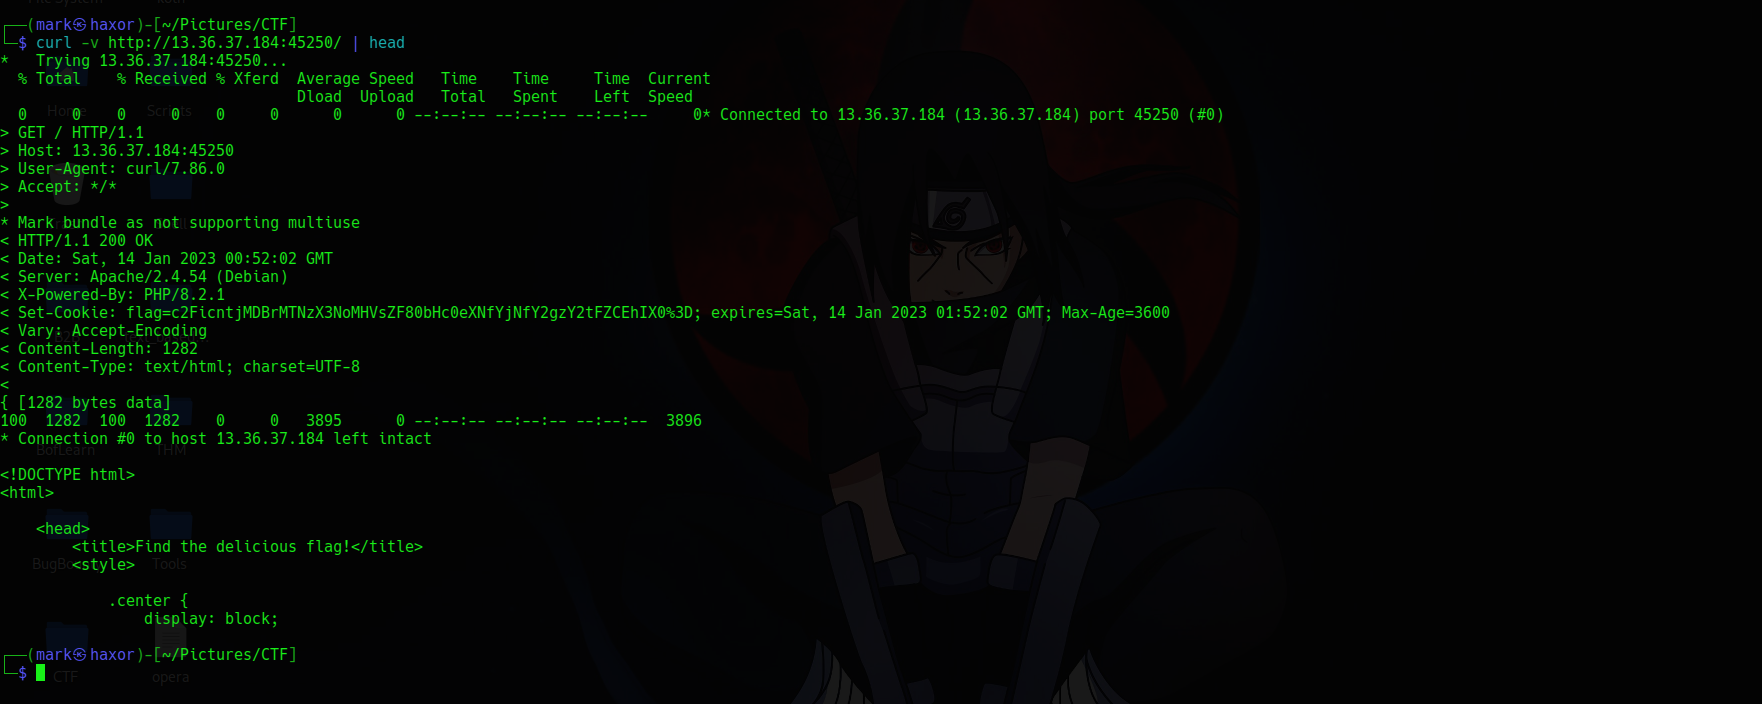 ┌──(mark㉿haxor)-[~/Pictures/CTF]
└─$ curl -v http://13.36.37.184:45250/ | head
*   Trying 13.36.37.184:45250...
  % Total    % Received % Xferd  Average Speed   Time    Time     Time  Current
                                 Dload  Upload   Total   Spent    Left  Speed
  0     0    0     0    0     0      0      0 --:--:-- --:--:-- --:--:--     0* Connected to 13.36.37.184 (13.36.37.184) port 45250 (#0)
> GET / HTTP/1.1
> Host: 13.36.37.184:45250
> User-Agent: curl/7.86.0
> Accept: */*
>
* Mark bundle as not supporting multiuse
< HTTP/1.1 200 OK
< Date: Sat, 14 Jan 2023 00:52:02 GMT
< Server: Apache/2.4.54 (Debian)
< X-Powered-By: PHP/8.2.1
< Set-Cookie: flag=c2FicntjMDBrMTNzX3NoMHVsZF80bHc0eXNfYjNfY2gzY2tFZCEhIX0%3D; expires=Sat, 14 Jan 2023 01:52:02 GMT; Max-Age=3600
< Vary: Accept-Encoding
< Content-Length: 1282
< Content-Type: text/html; charset=UTF-8
<
{ [1282 bytes data]
100  1282  100  1282    0     0   3895      0 --:--:-- --:--:-- --:--:--  3896
* Connection #0 to host 13.36.37.184 left intact
BofLearn THM
<!DOCTYPE html>
<html>
    <head>
        <title>Find the delicious flag!</title>
        <style>
Tools
            .center {
                display: block;
┌──(mark㉿haxor)-[~/Pictures/CTF]
└─$
CTF opera